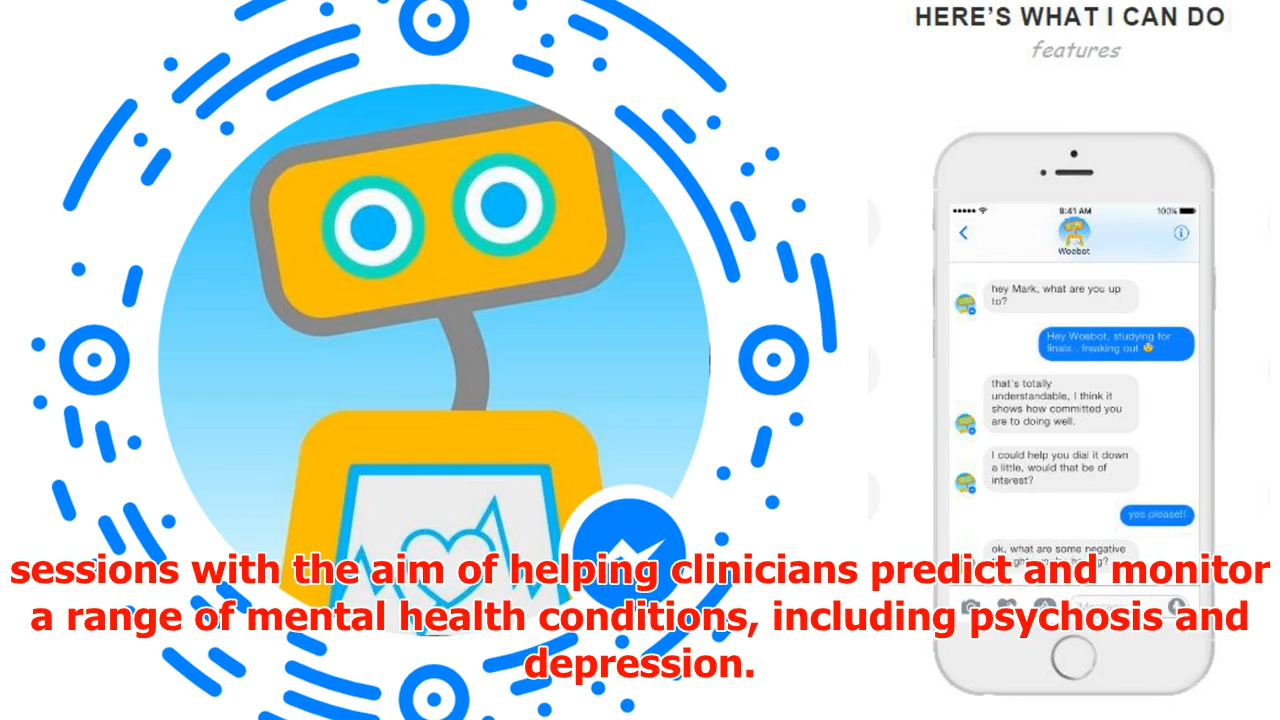 HERE'S WHAT I CAN DO
features
9:41 AM
100%
Woebot
hey Mark, what are you up
to?
Hey Woebot, studying for
finals.. freaking out 😨
that's totally
understandable, I think it
shows how committed you
are to doing well.
I could help you dial it down
a little, would that be of
interest?
yes please!!
ok, what are some negative
sessions with the aim of helping clinicians predict and monitor
a range of mental health conditions, including psychosis and
depression.